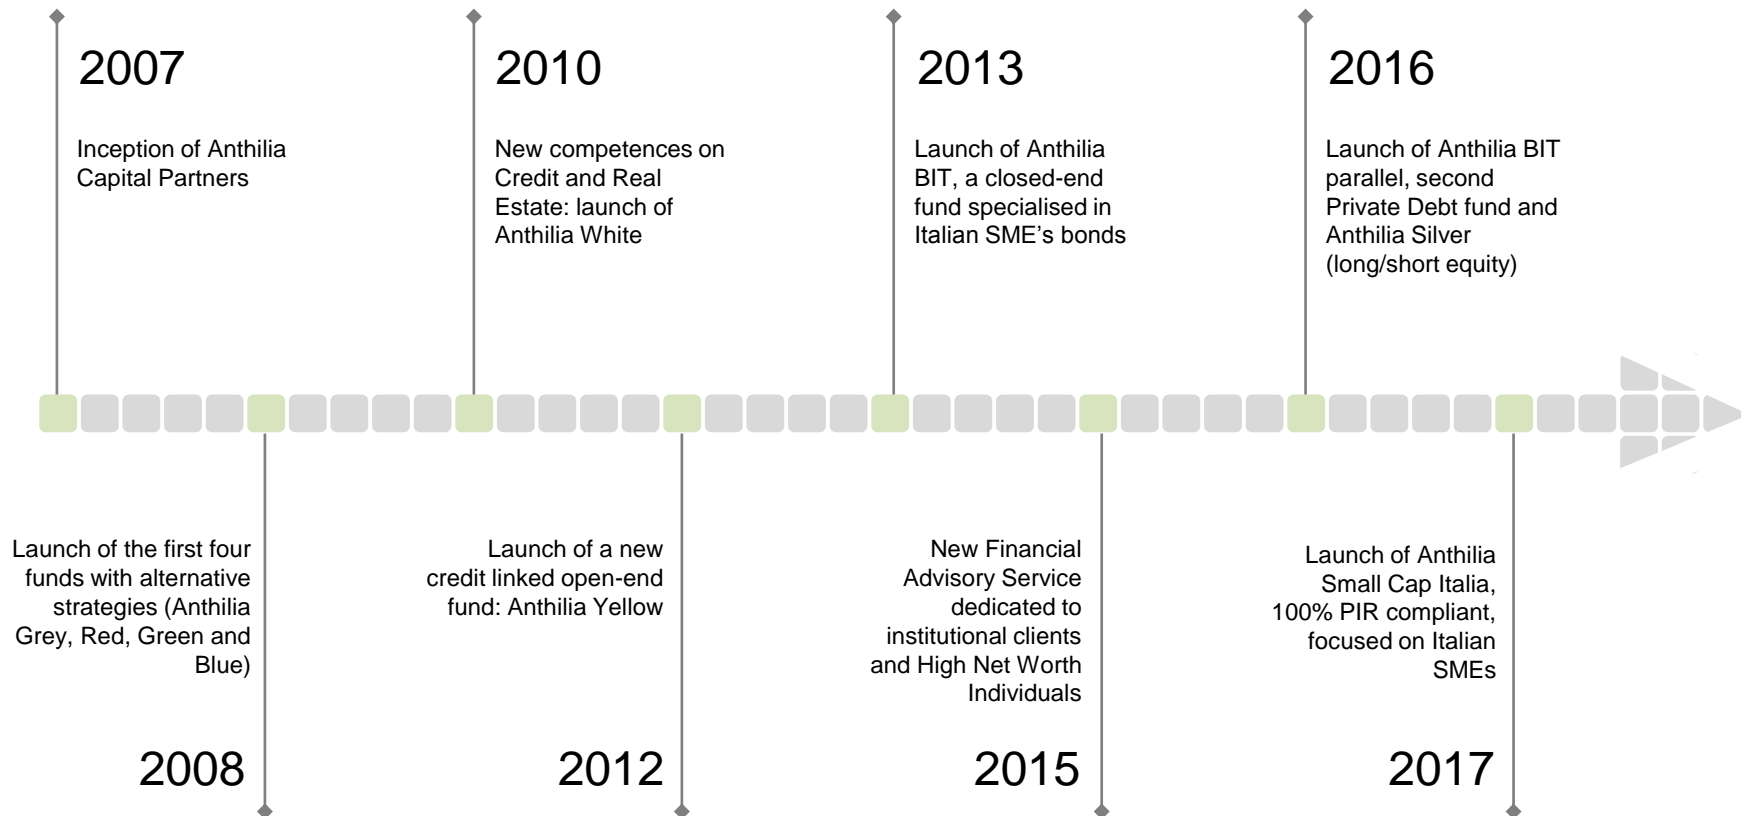 2007
Inception of Anthilia
Capital Partners
2010
New competences on
Credit and Real
Estate: launch of
Anthilia White
2013
Launch of Anthilia
BIT, a closed-end
fund specialised in
Italian SME’s bonds
2016
Launch of Anthilia BIT
parallel, second
Private Debt fund and
Anthilia Silver
(long/short equity)
Launch of the first four
funds with alternative
strategies (Anthilia
Grey, Red, Green and
Blue)
2008
Launch of a new
credit linked open-end
fund: Anthilia Yellow
2012
New Financial
Advisory Service
dedicated to
institutional clients
and High Net Worth
Individuals
2015
Launch of Anthilia
Small Cap Italia,
100% PIR compliant,
focused on Italian
SMEs
2017